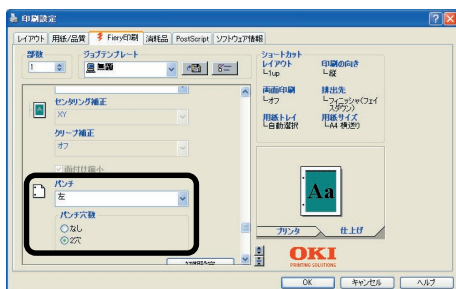 印刷設定
レイアウト 用紙/品質 Fiery印刷 消耗品 PostScript ソフトウェア情報
部数
1
ジョブテンプレート
無題
センタリング補正
XY
クリープ補正
オフ
面付け縮小
パンチ
左
パンチ穴数
なし
2穴
ショートカット
レイアウト
1up
印刷の向き
縦
両面印刷
オフ
排出先
フィニッシャ(フェイスダウン)
用紙トレイ
自動選択
用紙サイズ
A4 横送り
Aa
プリンタ 仕上げ
OKI
PRINTING SOLUTIONS
OK キャンセル ヘルプ